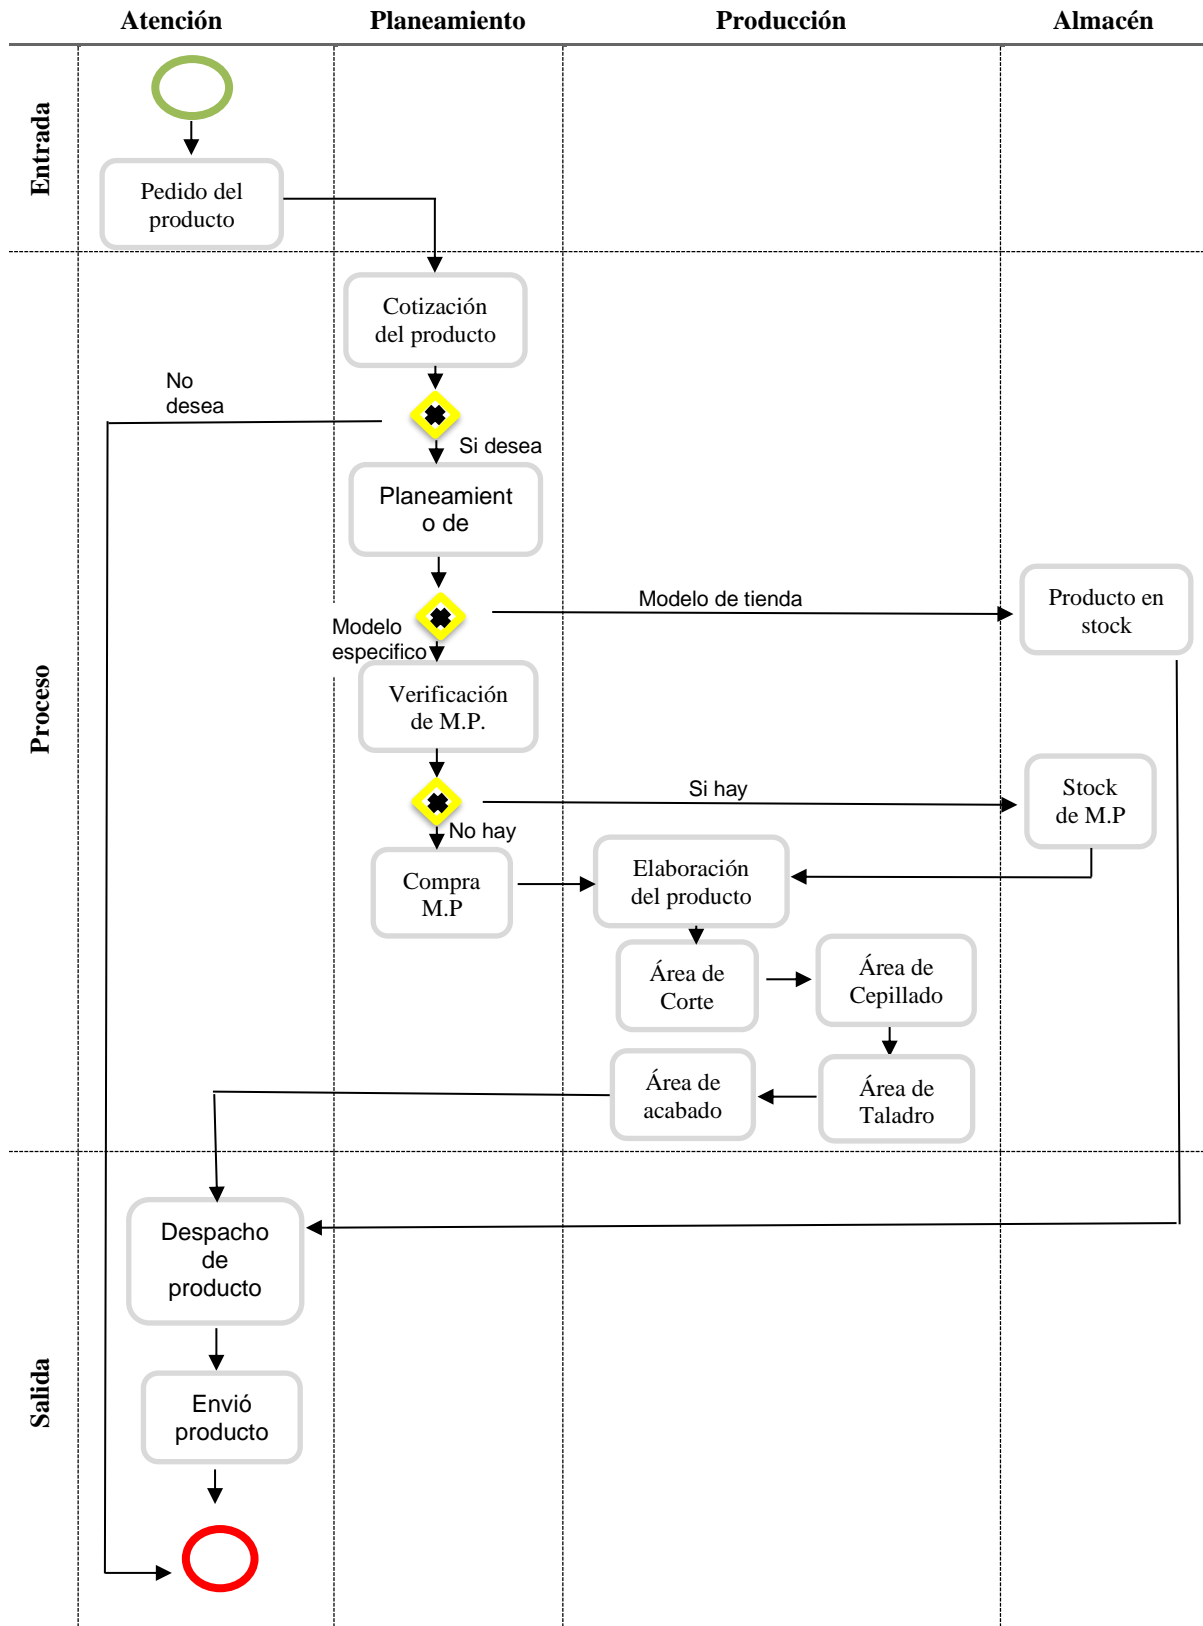 Atención
Planeamiento
Producción
Almacén
Entrada
Pedido del
producto
Proceso
Cotización
del producto
No
desea
Si desea
Planeamient
o de
Modelo de tienda
Producto en
stock
Modelo
especifico
Verificación
de M.P.
Si hay
Stock
de M.P
No hay
Compra
M.P
Elaboración
del producto
Área de
Corte
Área de
Cepillado
Área de
acabado
Área de
Taladro
Salida
Despacho
de
producto
Envió
producto